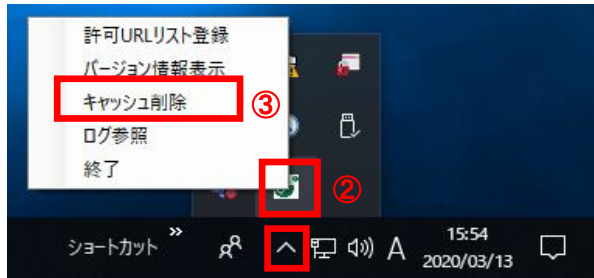 許可URLリスト登録
バージョン情報表示
キャッシュ削除
③
ログ参照
終了
②
ショートカット »
A
15:54
2020/03/13